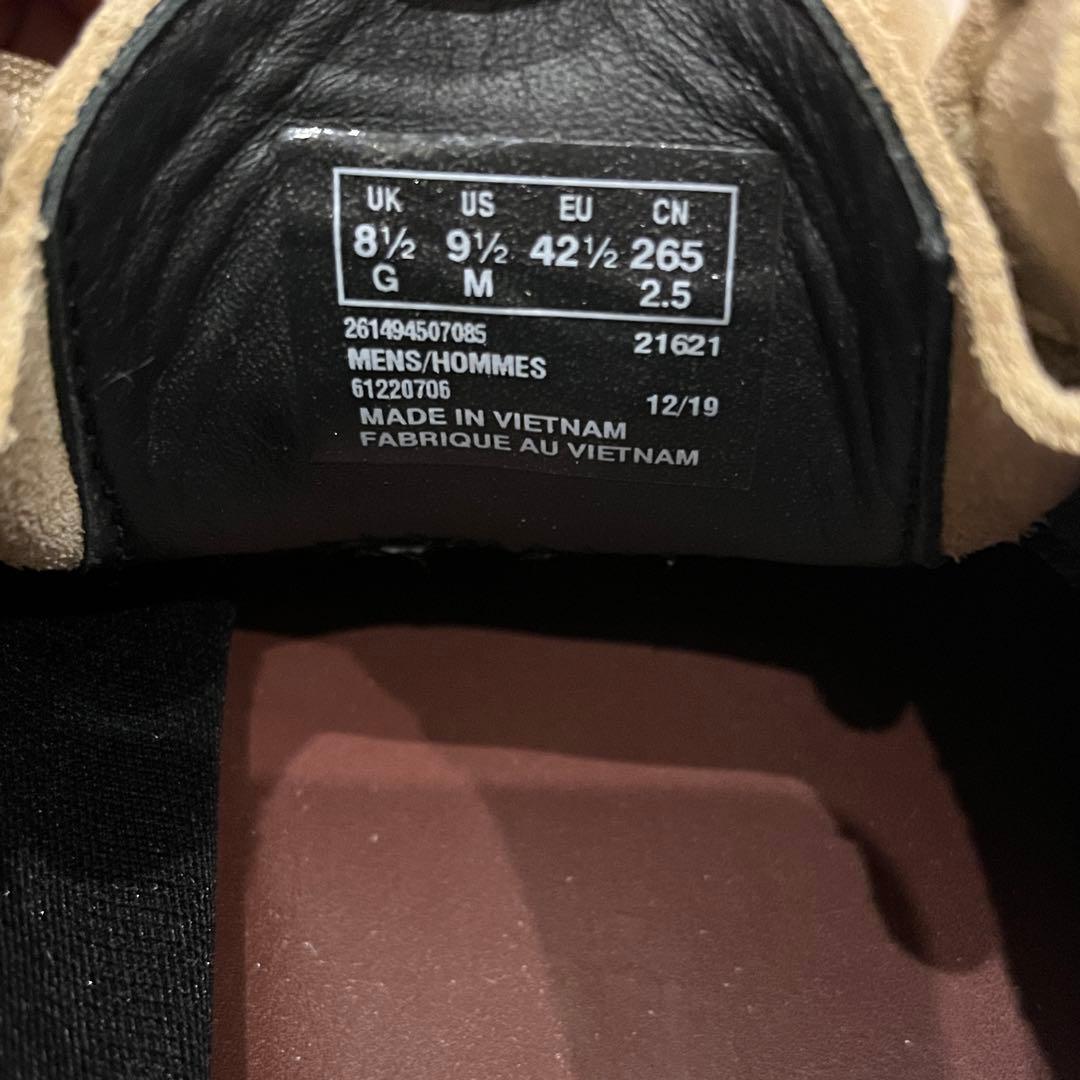 UK US EU CN
8½ 9½ 42½ 265
G M 2.5
261494507085 21621
MENS/HOMMES
61220706 12/19
MADE IN VIETNAM
FABRIQUE AU VIETNAM